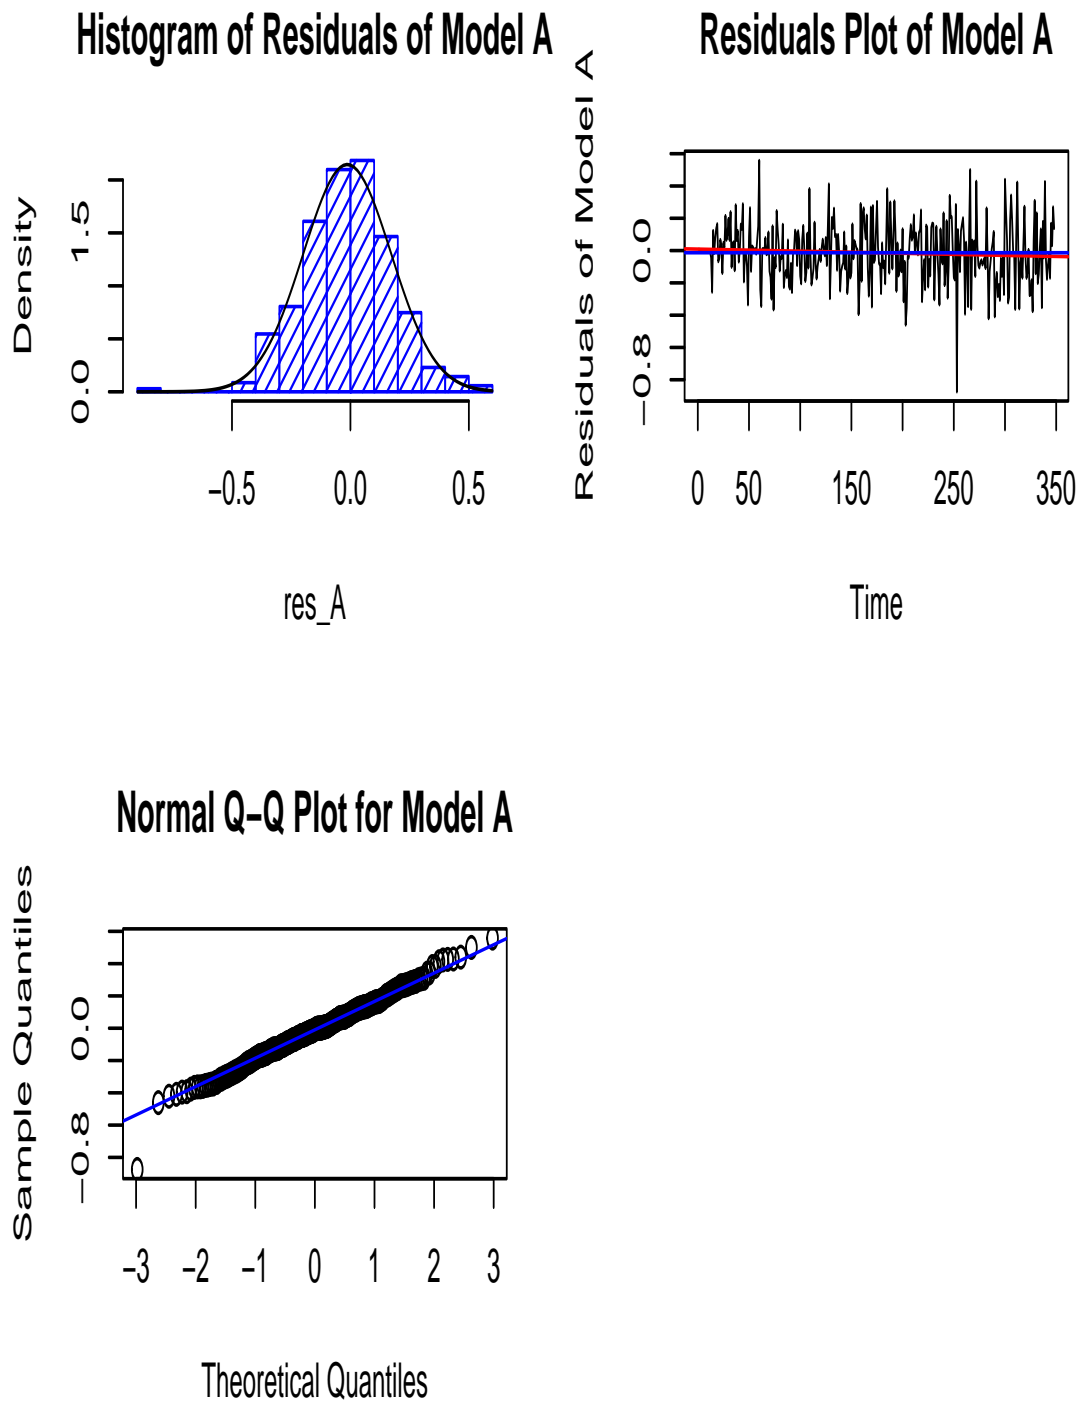 Histogram of Residuals of Model A
Density
0.0 1.5
−0.5 0.0 0.5
res_A
Residuals Plot of Model A
Residuals of Model A
−0.8 0.0
0 50 150 250 350
Time
Normal Q−Q Plot for Model A
Sample Quantiles
−0.8 0.0
−3 −2 −1 0 1 2 3
Theoretical Quantiles